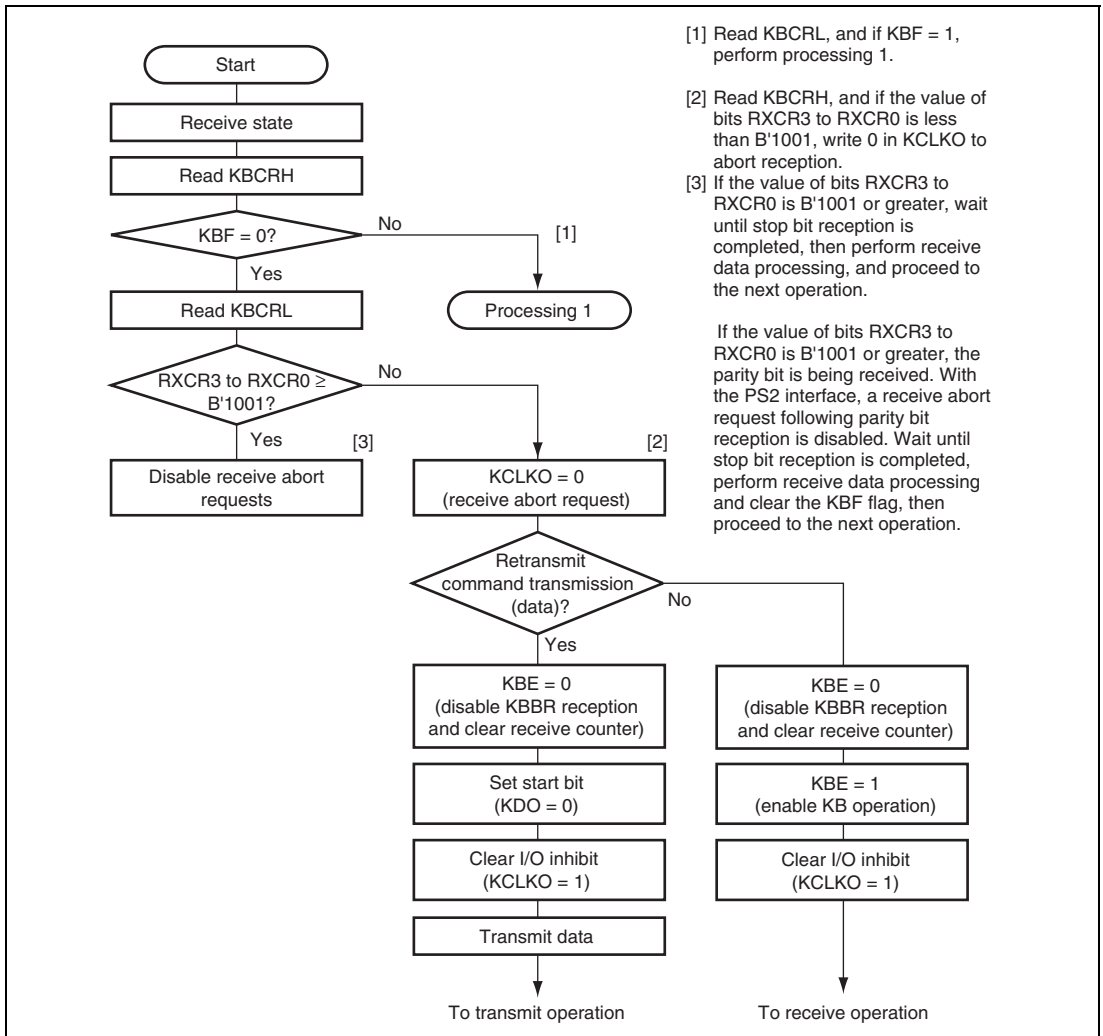 Start
Receive state
Read KBCRH
KBF = 0?
No
[1]
Yes
Processing 1
Read KBCRL
RXCR3 to RXCR0 ≥
B'1001?
No
Yes
[3]
Disable receive abort
requests
[2]
KCLKO = 0
(receive abort request)
Retransmit
command transmission
(data)?
No
Yes
KBE = 0
(disable KBBR reception
and clear receive counter)
Set start bit
(KDO = 0)
Clear I/O inhibit
(KCLKO = 1)
Transmit data
To transmit operation
KBE = 0
(disable KBBR reception
and clear receive counter)
KBE = 1
(enable KB operation)
Clear I/O inhibit
(KCLKO = 1)
To receive operation
[1] Read KBCRL, and if KBF = 1,
perform processing 1.
[2] Read KBCRH, and if the value of
bits RXCR3 to RXCR0 is less
than B'1001, write 0 in KCLKO to
abort reception.
[3] If the value of bits RXCR3 to
RXCR0 is B'1001 or greater, wait
until stop bit reception is
completed, then perform receive
data processing, and proceed to
the next operation.
If the value of bits RXCR3 to
RXCR0 is B'1001 or greater, the
parity bit is being received. With
the PS2 interface, a receive abort
request following parity bit
reception is disabled. Wait until
stop bit reception is completed,
perform receive data processing
and clear the KBF flag, then
proceed to the next operation.